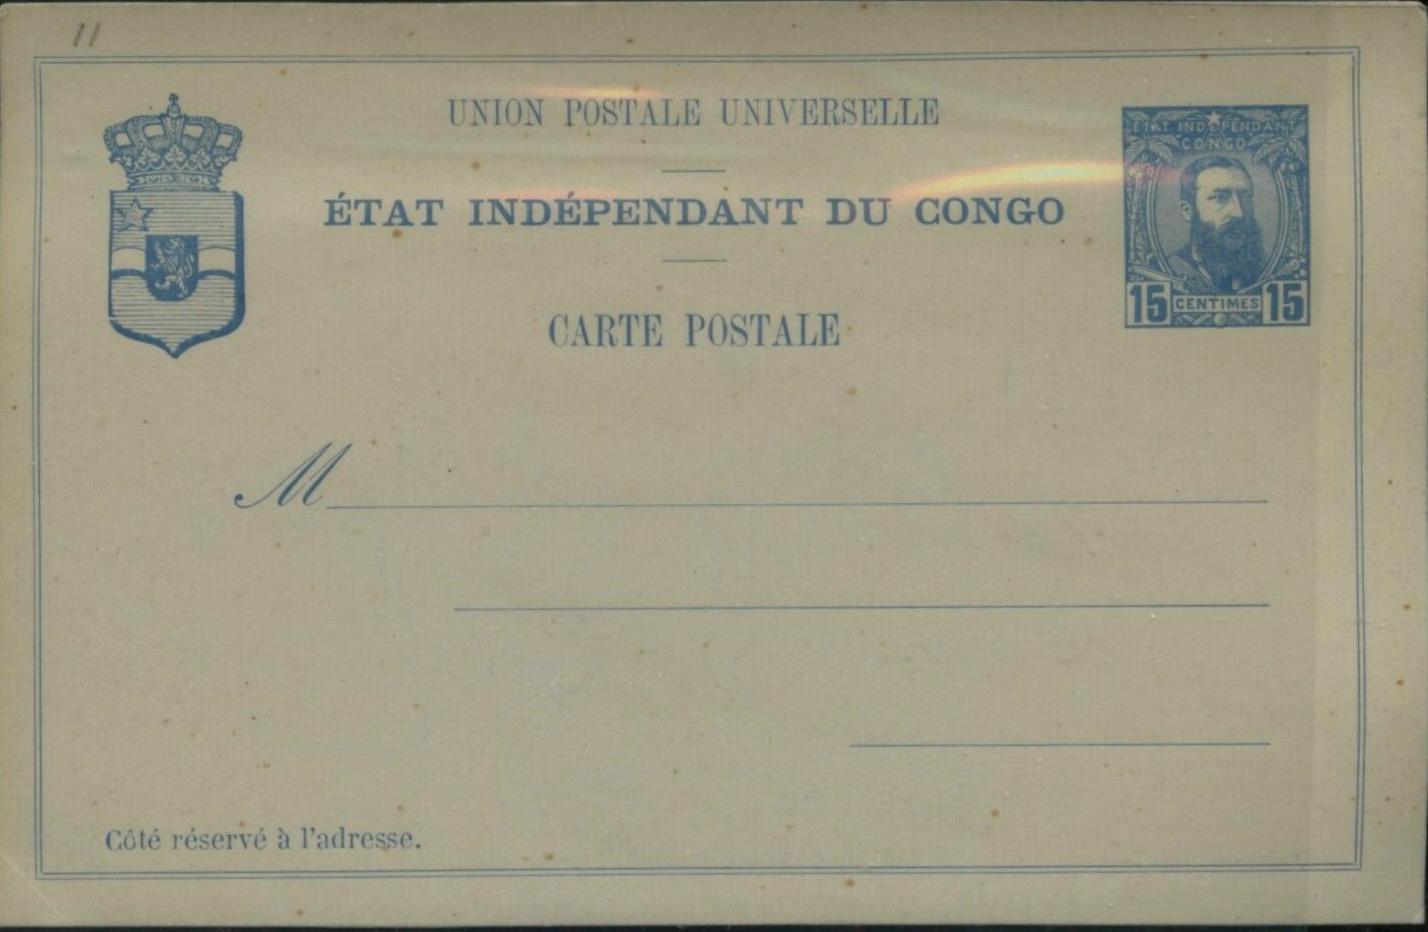 11
UNION POSTALE UNIVERSELLE
ÉTAT INDÉPENDANT DU CONGO
CARTE POSTALE
ETAT INDEPENDANT
CONGO
15 CENTIMES 15
M
Côté réservé à l'adresse.